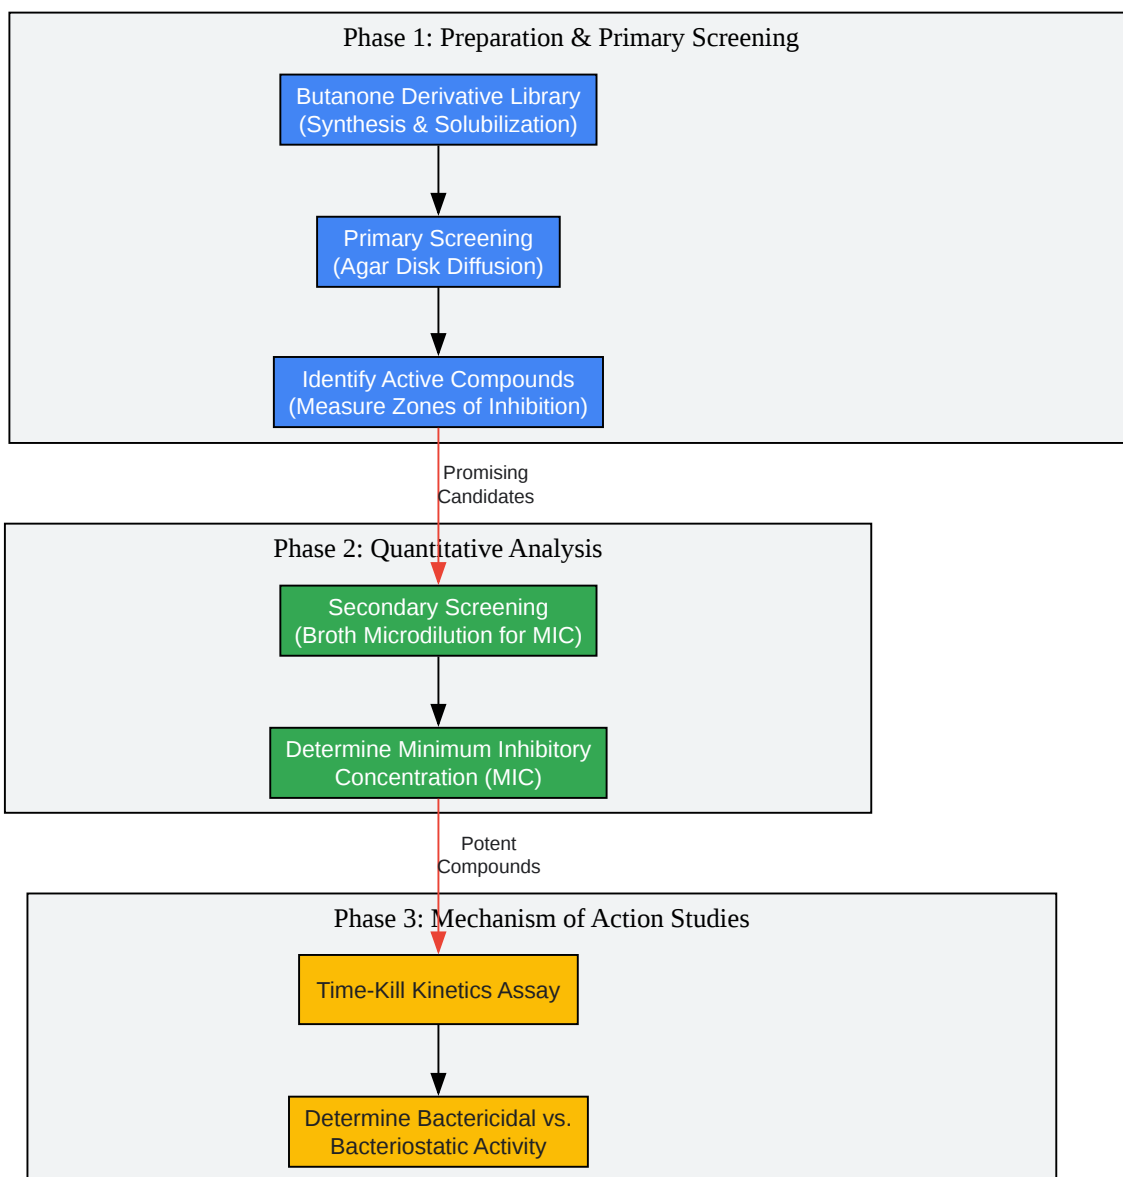 Phase 1: Preparation & Primary Screening
Butanone Derivative Library
(Synthesis & Solubilization)
Primary Screening
(Agar Disk Diffusion)
Identify Active Compounds
(Measure Zones of Inhibition)
Promising
Candidates
Phase 2: Quantitative Analysis
Secondary Screening
(Broth Microdilution for MIC)
Determine Minimum Inhibitory
Concentration (MIC)
Potent
Compounds
Phase 3: Mechanism of Action Studies
Time-Kill Kinetics Assay
Determine Bactericidal vs.
Bacteriostatic Activity